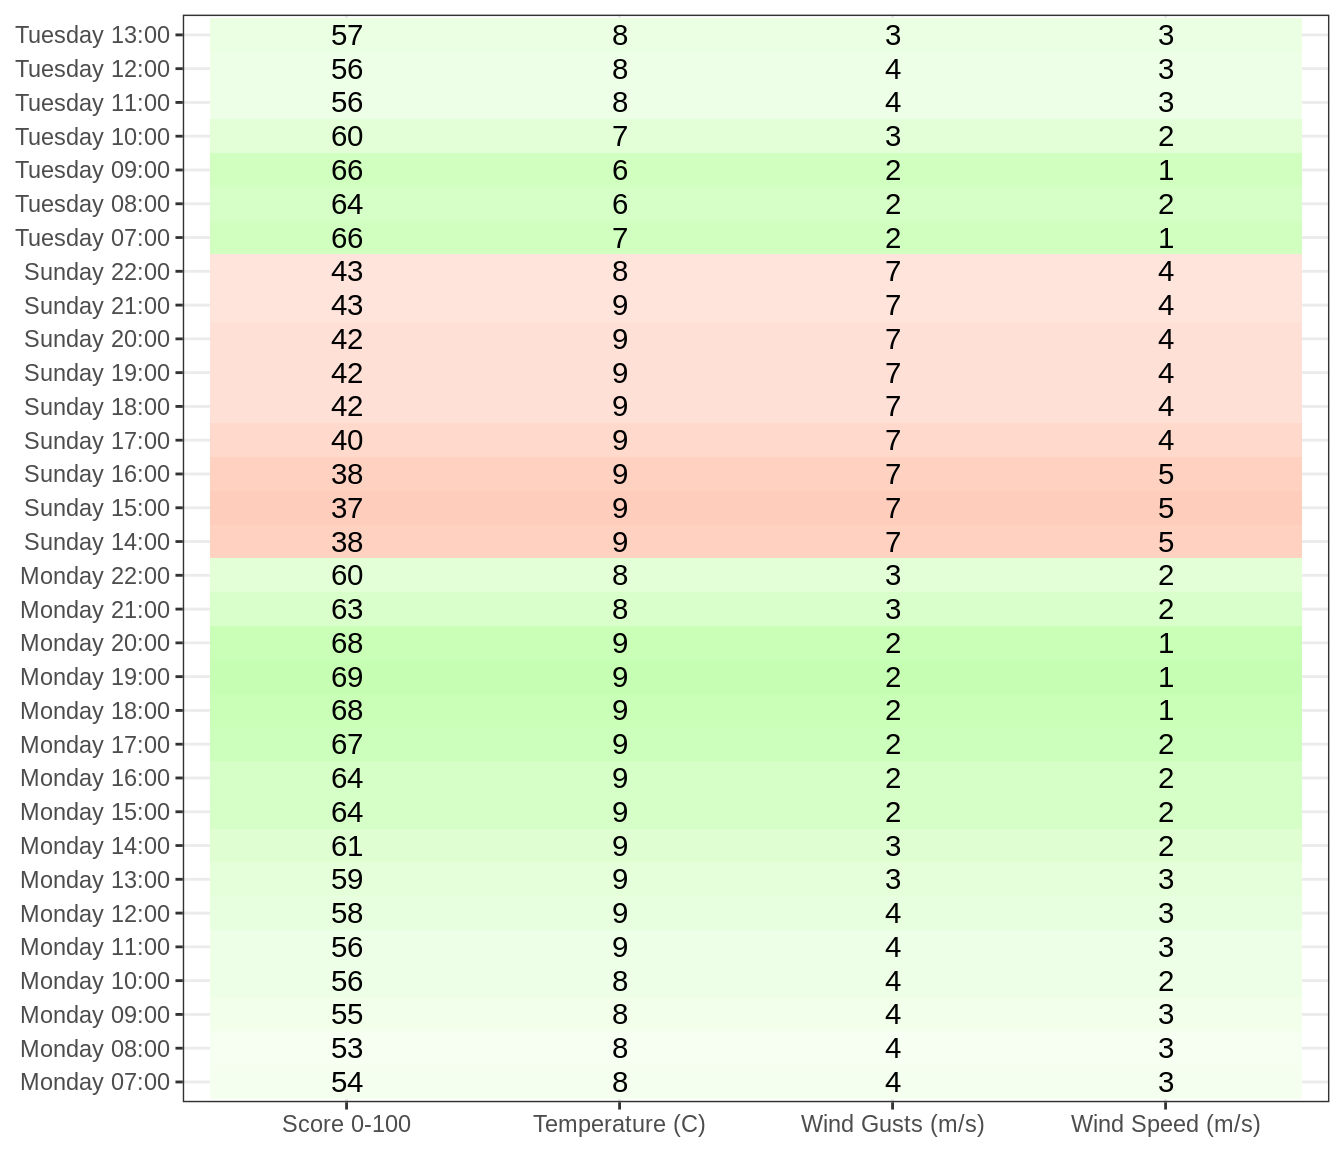 Tuesday 13:00 57 8 3 3
Tuesday 12:00 56 8 4 3
Tuesday 11:00 56 8 4 3
Tuesday 10:00 60 7 3 2
Tuesday 09:00 66 6 2 1
Tuesday 08:00 64 6 2 2
Tuesday 07:00 66 7 2 1
Sunday 22:00 43 8 7 4
Sunday 21:00 43 9 7 4
Sunday 20:00 42 9 7 4
Sunday 19:00 42 9 7 4
Sunday 18:00 42 9 7 4
Sunday 17:00 40 9 7 4
Sunday 16:00 38 9 7 5
Sunday 15:00 37 9 7 5
Sunday 14:00 38 9 7 5
Monday 22:00 60 8 3 2
Monday 21:00 63 8 3 2
Monday 20:00 68 9 2 1
Monday 19:00 69 9 2 1
Monday 18:00 68 9 2 1
Monday 17:00 67 9 2 2
Monday 16:00 64 9 2 2
Monday 15:00 64 9 2 2
Monday 14:00 61 9 3 2
Monday 13:00 59 9 3 3
Monday 12:00 58 9 4 3
Monday 11:00 56 9 4 3
Monday 10:00 56 8 4 2
Monday 09:00 55 8 4 3
Monday 08:00 53 8 4 3
Monday 07:00 54 8 4 3
Score 0-100 Temperature (C) Wind Gusts (m/s) Wind Speed (m/s)